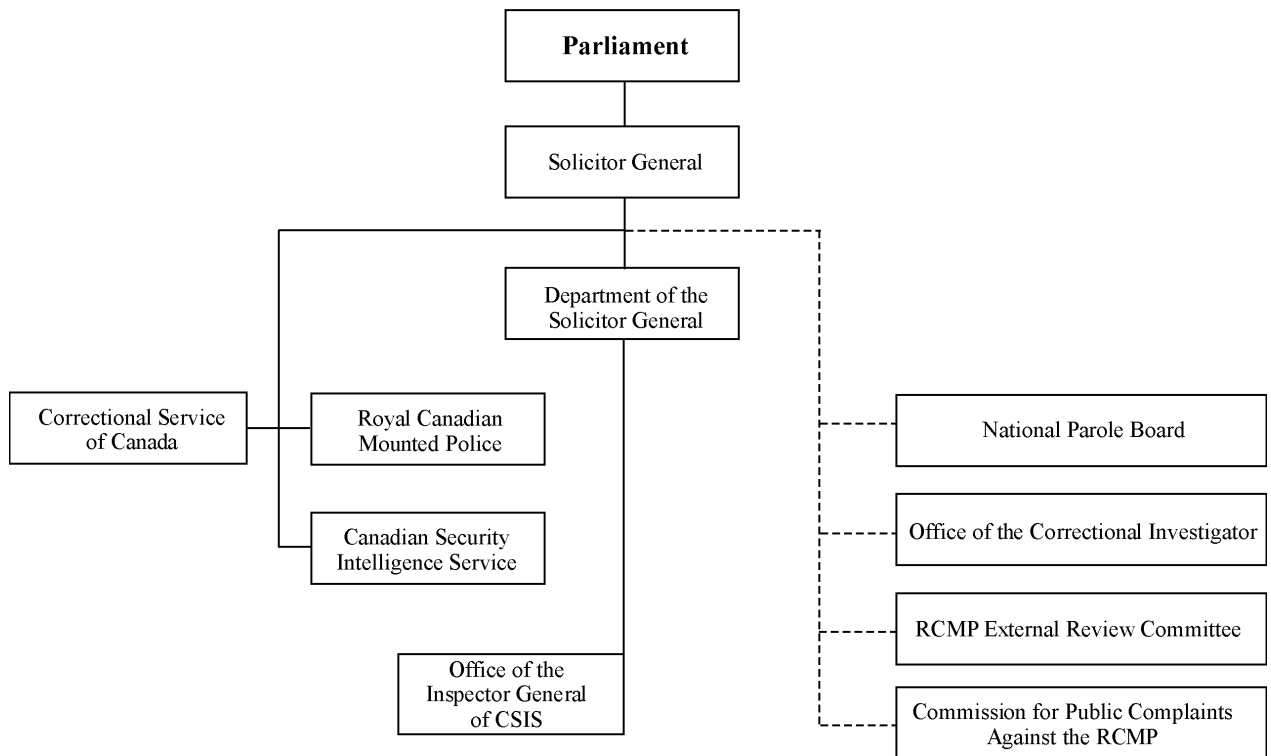 Parliament
Solicitor General
Department of the
Solicitor General
Correctional Service
of Canada
Royal Canadian
Mounted Police
National Parole Board
Canadian Security
Intelligence Service
Office of the Correctional Investigator
RCMP External Review Committee
Office of the
Inspector General
of CSIS
Commission for Public Complaints
Against the RCMP